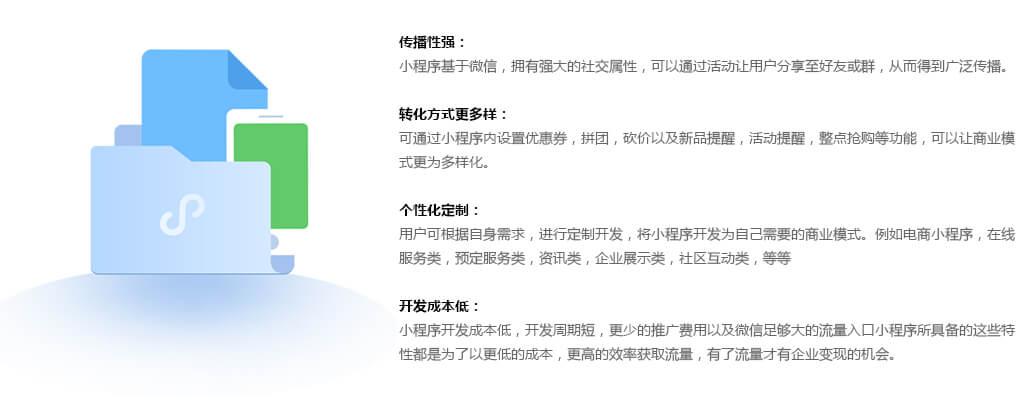 传播性强：
小程序基于微信，拥有强大的社交属性，可以通过活动让用户分享至好友或群，从而得到广泛传播。
转化方式更多样：
可通过小程序内设置优惠券，拼团，砍价以及新品提醒，活动提醒，整点抢购等功能，可以让商业模
式更为多样化。
个性化定制：
用户可根据自身需求，进行定制开发，将小程序开发为自己需要的商业模式。例如电商小程序，在线
服务类，预定服务类，资讯类，企业展示类，社区互动类，等等
开发成本低：
小程序开发成本低，开发周期短，更少的推广费用以及微信足够大的流量入口小程序所具备的这些特
性都是为了以更低的成本，更高的效率获取流量，有了流量才有企业变现的机会。